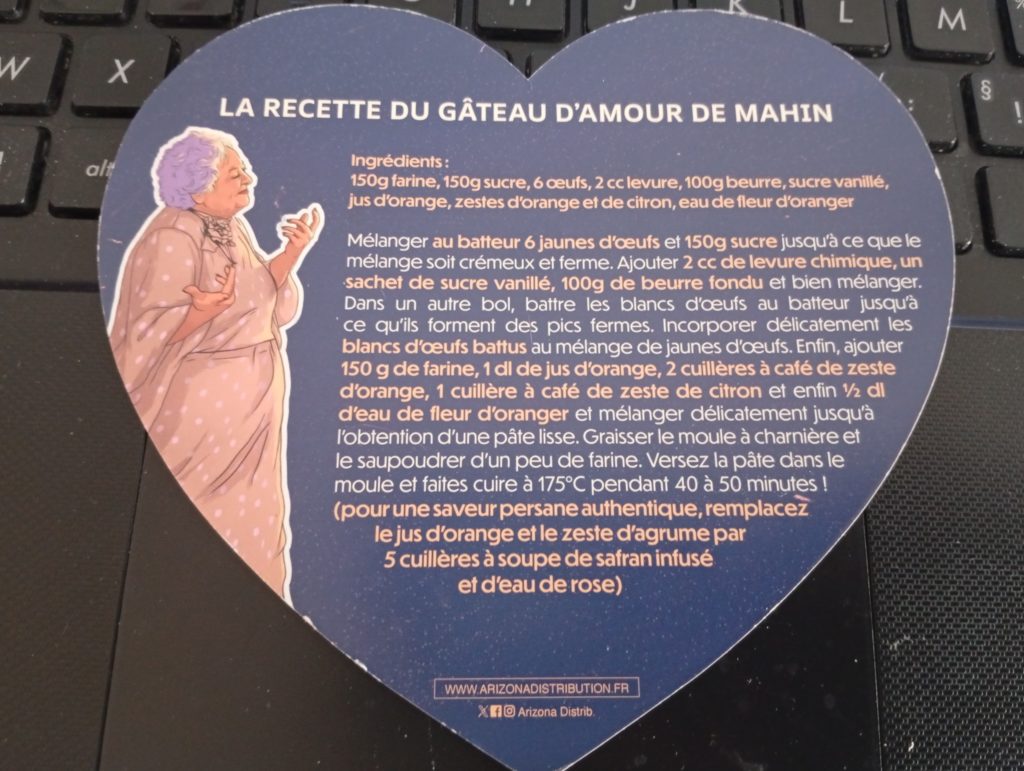 W
X
J
K
L
M
%
§
!
alt
LA RECETTE DU GÂTEAU D'AMOUR DE MAHIN
Ingrédients :
150g farine, 150g sucre, 6 œufs, 2 cc levure, 100g beurre, sucre vanillé,
jus d'orange, zestes d'orange et de citron, eau de fleur d'oranger
Mélanger au batteur 6 jaunes d'œufs et 150g sucre jusqu'à ce que le
mélange soit crémeux et ferme. Ajouter 2 cc de levure chimique, un
sachet de sucre vanillé, 100g de beurre fondu et bien mélanger.
Dans un autre bol, battre les blancs d'œufs au batteur jusqu'à
ce qu'ils forment des pics fermes. Incorporer délicatement les
blancs d'œufs battus au mélange de jaunes d'œufs. Enfin, ajouter
150 g de farine, 1 dl de jus d'orange, 2 cuillères à café de zeste
d'orange, 1 cuillère à café de zeste de citron et enfin ½ dl
d'eau de fleur d'oranger et mélanger délicatement jusqu'à
l'obtention d'une pâte lisse. Graisser le moule à charnière et
le saupoudrer d'un peu de farine. Versez la pâte dans le
moule et faites cuire à 175°C pendant 40 à 50 minutes !
(pour une saveur persane authentique, remplacez
le jus d'orange et le zeste d'agrume par
5 cuillères à soupe de safran infusé
et d'eau de rose)
WWW.ARIZONADISTRIBUTION.FR
Arizona Distrib.